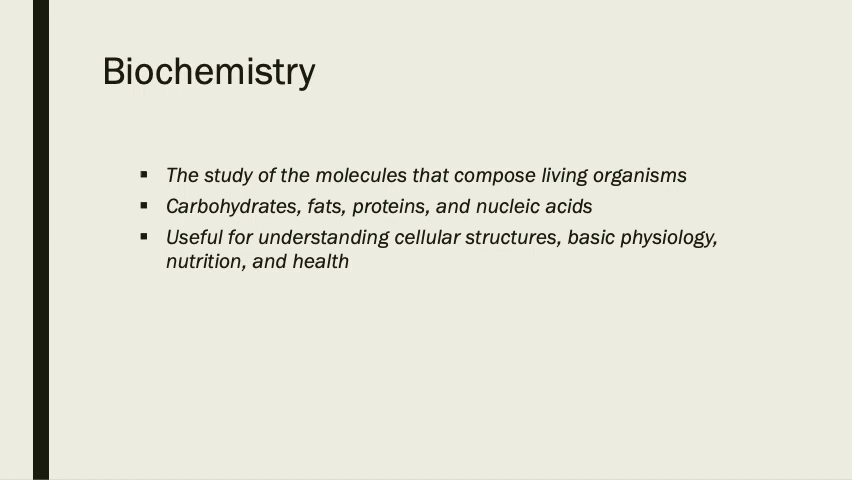 Biochemistry
▪ The study of the molecules that compose living organisms
▪ Carbohydrates, fats, proteins, and nucleic acids
▪ Useful for understanding cellular structures, basic physiology,
nutrition, and health